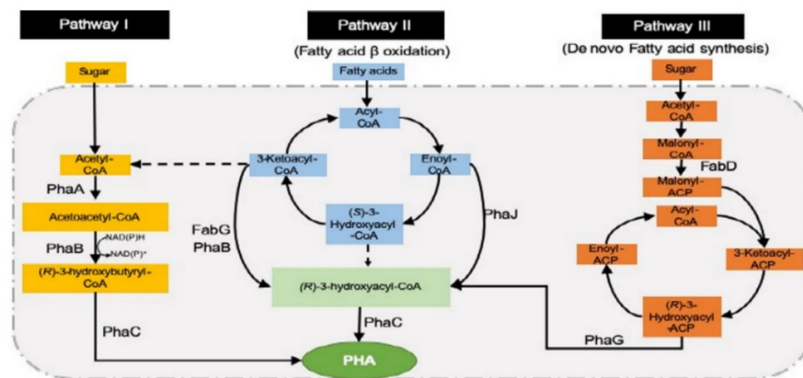 Pathway I
Pathway II
(Fatty acid β oxidation)
Pathway III
(De novo Fatty acid synthesis)
Sugar
Acetyl-
CoA
PhaA
Acetoacetyl-CoA
PhaB
NAD(P)H
NAD(P)⁺
(R)-3-hydroxybutyryl-
CoA
PhaC
Fatty acids
Acyl-
CoA
3-Ketoacyl-
CoA
Enoyl-
CoA
(S)-3-
Hydroxyacyl
-CoA
FabG
PhaB
PhaJ
(R)-3-hydroxyacyl-CoA
PhaC
PHA
Sugar
Acetyl-
CoA
Malonyl-
CoA
FabD
Malonyl-
ACP
Acyl-
CoA
Enoyl-
ACP
3-Ketoacyl-
ACP
(R)-3-
Hydroxyacyl
-ACP
PhaG